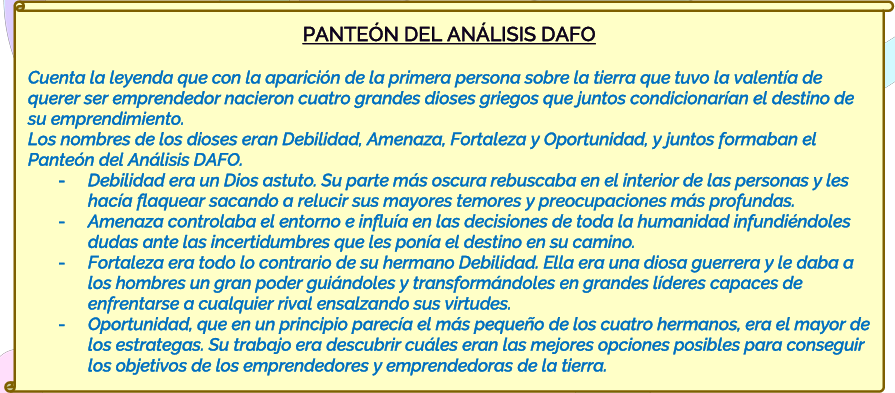 PANTEÓN DEL ANÁLISIS DAFO
Cuenta la leyenda que con la aparición de la primera persona sobre la tierra que tuvo la valentía de
querer ser emprendedor nacieron cuatro grandes dioses griegos que juntos condicionarían el destino de
su emprendimiento.
Los nombres de los dioses eran Debilidad, Amenaza, Fortaleza y Oportunidad, y juntos formaban el
Panteón del Análisis DAFO.
- Debilidad era un Dios astuto. Su parte más oscura rebuscaba en el interior de las personas y les
hacía flaquear sacando a relucir sus mayores temores y preocupaciones más profundas.
- Amenaza controlaba el entorno e influía en las decisiones de toda la humanidad infundiéndoles
dudas ante las incertidumbres que les ponía el destino en su camino.
- Fortaleza era todo lo contrario de su hermano Debilidad. Ella era una diosa guerrera y le daba a
los hombres un gran poder guiándoles y transformándoles en grandes líderes capaces de
enfrentarse a cualquier rival ensalzando sus virtudes.
- Oportunidad, que en un principio parecía el más pequeño de los cuatro hermanos, era el mayor de
los estrategas. Su trabajo era descubrir cuáles eran las mejores opciones posibles para conseguir
los objetivos de los emprendedores y emprendedoras de la tierra.